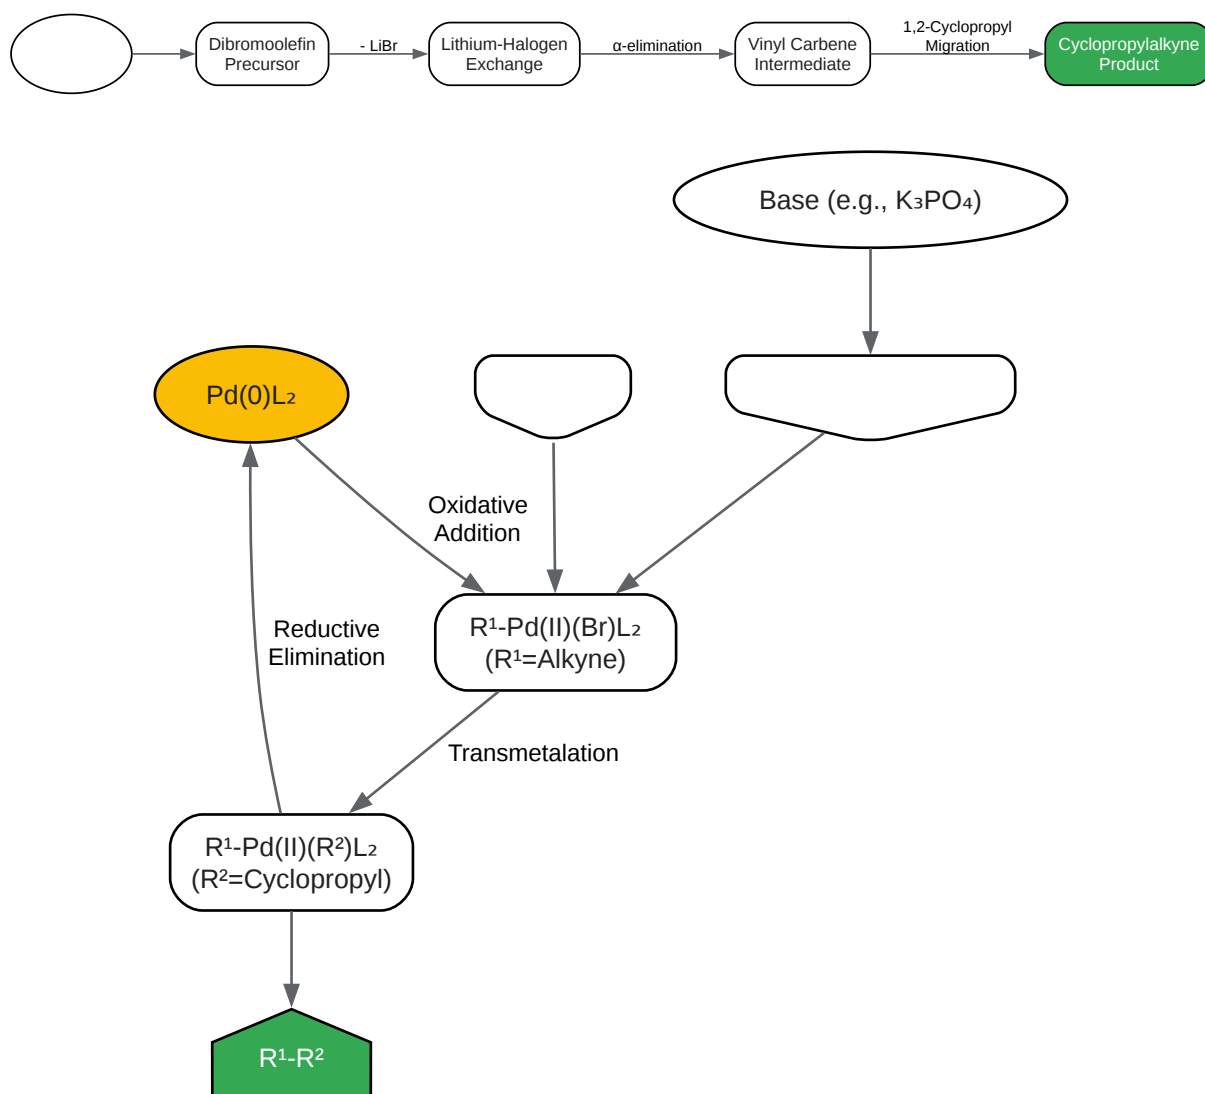 Dibromoolefin
Precursor
- LiBr
Lithium-Halogen
Exchange
α-elimination
Vinyl Carbene
Intermediate
1,2-Cyclopropyl
Migration
Cyclopropylalkyne
Product
Base (e.g., K₃PO₄)
Pd(0)L₂
Oxidative
Addition
Reductive
Elimination
R¹-Pd(II)(Br)L₂
(R¹=Alkyne)
Transmetalation
R¹-Pd(II)(R²)L₂
(R²=Cyclopropyl)
R¹-R²